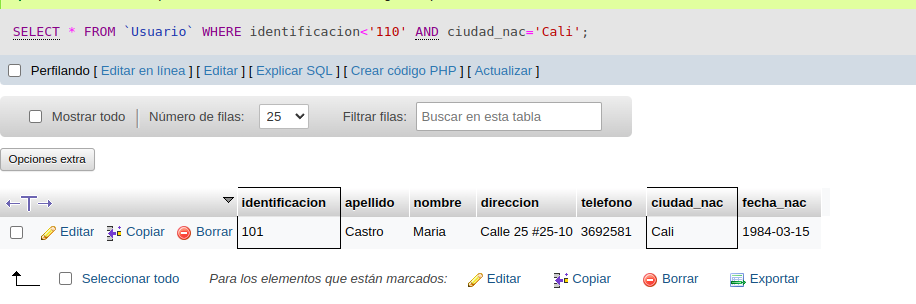 SELECT * FROM `Usuario` WHERE identificacion<'110' AND ciudad_nac='Cali';
Perfilando [ Editar en línea ] [ Editar ] [ Explicar SQL ] [ Crear código PHP ] [ Actualizar ]
Mostrar todo Número de filas: 25 Filtrar filas: Buscar en esta tabla
Opciones extra
identificacion apellido nombre direccion telefono ciudad_nac fecha_nac
Editar Copiar Borrar 101 Castro Maria Calle 25 #25-10 3692581 Cali 1984-03-15
Seleccionar todo Para los elementos que están marcados: Editar Copiar Borrar Exportar